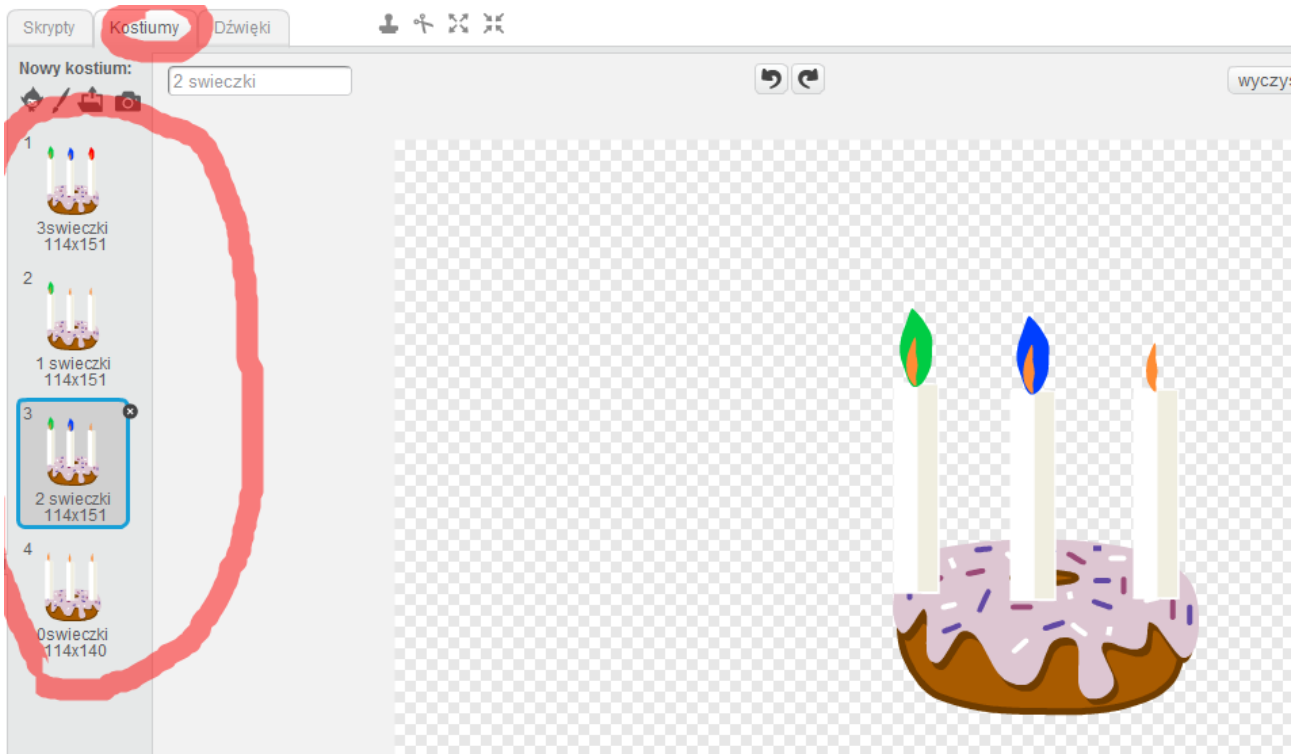 Skrypty Kostiumy Dźwięki
Nowy kostium:
2 swieczki
1
3swieczki
114x151
2
1 swieczki
114x151
3
2 swieczki
114x151
4
0swieczki
114x140